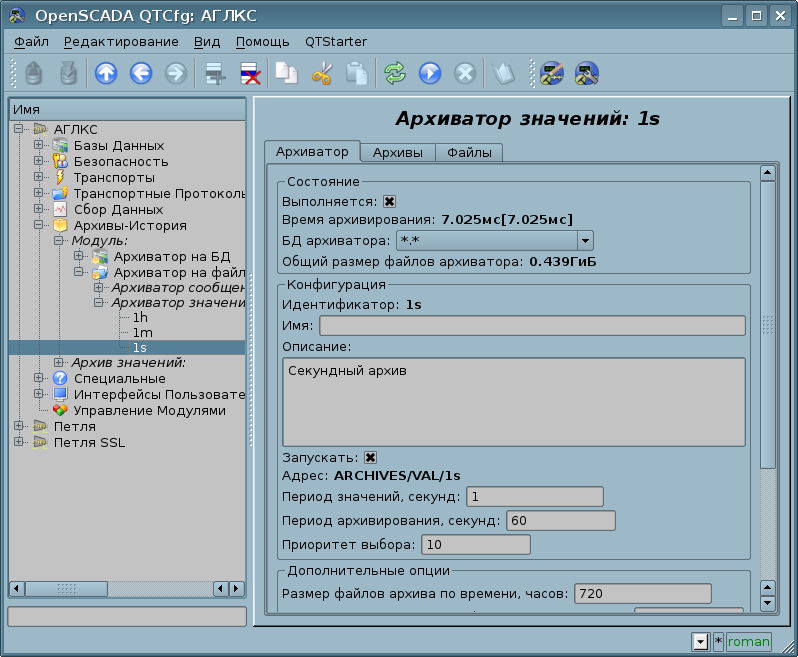 OpenSCADA QTCfg: АГЛКС
Файл Редактирование Вид Помощь QTStarter
Имя
АГЛКС
Базы Данных
Безопасность
Транспорты
Транспортные Протоколь
Сбор Данных
Архивы-История
Модуль:
Архиватор на БД
Архиватор на файл
Архиватор сообщен
Архиватор значени
1h
1m
1s
Архив значений:
Специальные
Интерфейсы Пользовате
Управление Модулями
Петля
Петля SSL
Архиватор значений: 1s
Архиватор Архивы Файлы
Состояние
Выполняется:
Время архивирования: 7.025мс[7.025мс]
БД архиватора: *.*
Общий размер файлов архиватора: 0.439ГиБ
Конфигурация
Идентификатор: 1s
Имя:
Описание:
Секундный архив
Запускать:
Адрес: ARCHIVES/VAL/1s
Период значений, секунд: 1
Период архивирования, секунд: 60
Приоритет выбора: 10
Дополнительные опции
Размер файлов архива по времени, часов: 720
* roman